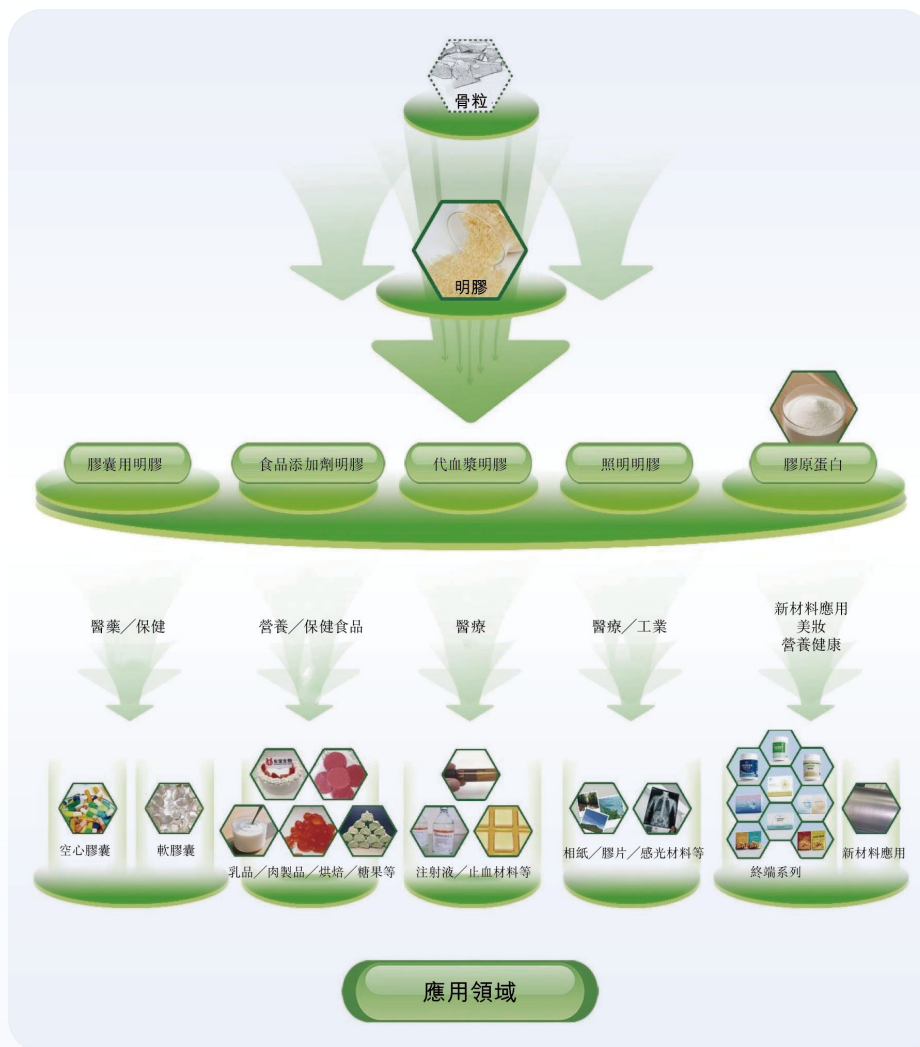 骨粒
明膠
膠囊用明膠
食品添加劑明膠
代血漿明膠
照明明膠
膠原蛋白
醫藥╱保健
營養╱保健食品
醫療
醫療╱工業
新材料應用
美妝
營養健康
空心膠囊
軟膠囊
乳品╱肉製品╱烘焙╱糖果等
注射液╱止血材料等
相紙╱膠片╱感光材料等
終端系列
新材料應用
應用領域